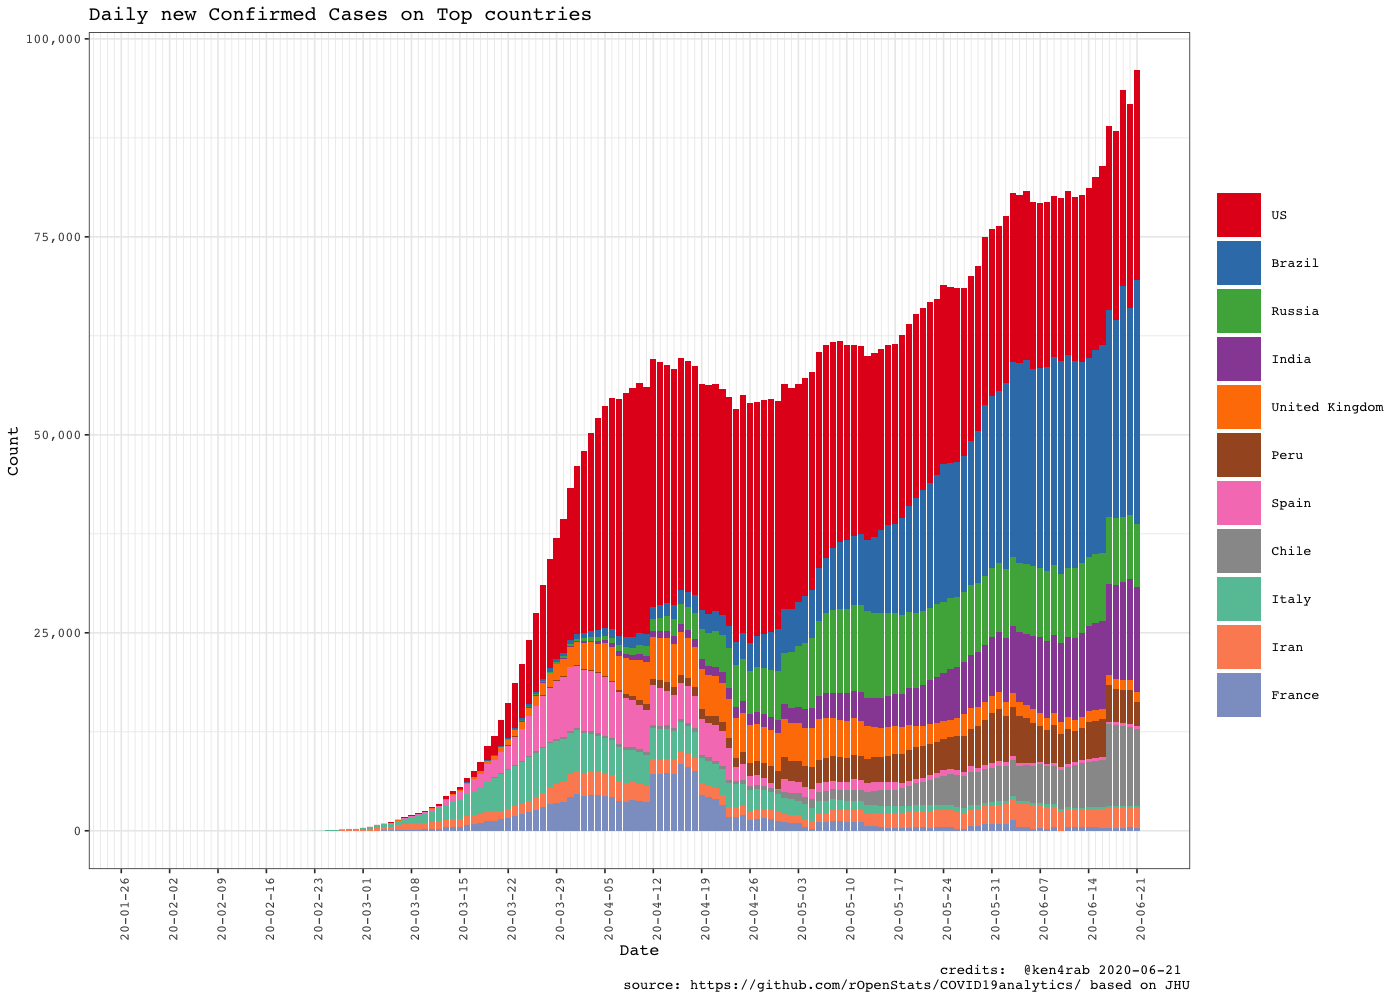 Daily new Confirmed Cases on Top countries
100,000
75,000
50,000
25,000
0
Count
20-01-26
20-02-02
20-02-09
20-02-16
20-02-23
20-03-01
20-03-08
20-03-15
20-03-22
20-03-29
20-04-05
20-04-12
20-04-19
20-04-26
20-05-03
20-05-10
20-05-17
20-05-24
20-05-31
20-06-07
20-06-14
20-06-21
Date
US
Brazil
Russia
India
United Kingdom
Peru
Spain
Chile
Italy
Iran
France
credits:  @ken4rab 2020-06-21
source: https://github.com/rOpenStats/COVID19analytics/ based on JHU